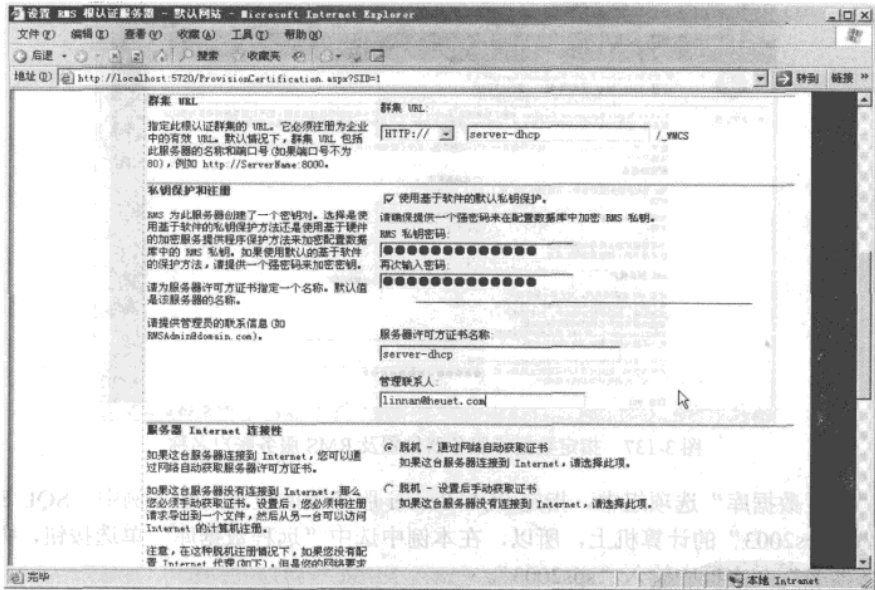 设置 RMS 根认证服务器 - 默认网站 - Microsoft Internet Explorer
文件(F) 编辑(E) 查看(V) 收藏(A) 工具(T) 帮助(H)
后退 搜索 收藏夹
地址(D) http://localhost:5720/ProvisionCertification.aspx?SID=1 转到 链接 »
群集 URL
指定此根认证群集的 URL。它必须注册为企业
中的有效 URL。默认情况下，群集 URL 包括
此服务器的名称和端口号(如果端口号不为
80)，例如 http://ServerName:8000。
群集 URL:
HTTP:// server-dhcp /_WMCS
私钥保护和注册
RMS 为此服务器创建了一个密钥对。选择是使
用基于软件的私钥保护方法还是使用基于硬件
的加密服务提供程序保护方法来加密配置数据
库中的 RMS 私钥。如果使用默认的基于软件
的保护方法，请提供一个强密码来加密密钥。
请为服务器许可方证书指定一个名称。默认值
是该服务器的名称。
请提供管理员的联系信息(如
RMSAdmin@domain.com)。
使用基于软件的默认私钥保护。
请确保提供一个强密码来在配置数据库中加密 RMS 私钥。
RMS 私钥密码:
再次输入密码:
服务器许可方证书名称:
server-dhcp
管理联系人:
linnan@heuet.com
服务器 Internet 连接性
如果这台服务器连接到 Internet，您可以通
过网络自动获取服务器许可方证书。
如果这台服务器没有连接到 Internet，那么
您必须手动获取证书。设置后，您必须将注册
请求导出到一个文件，然后从另一台可以访问
Internet 的计算机注册。
注意，在这种脱机注册情况下，如果您没有配
置 Internet 代理(如下)，但是您的网络要求
脱机 - 通过网络自动获取证书
如果这台服务器连接到 Internet，请选择此项。
脱机 - 设置后手动获取证书
如果这台服务器没有连接到 Internet，请选择此项。
完毕
本地 Intranet